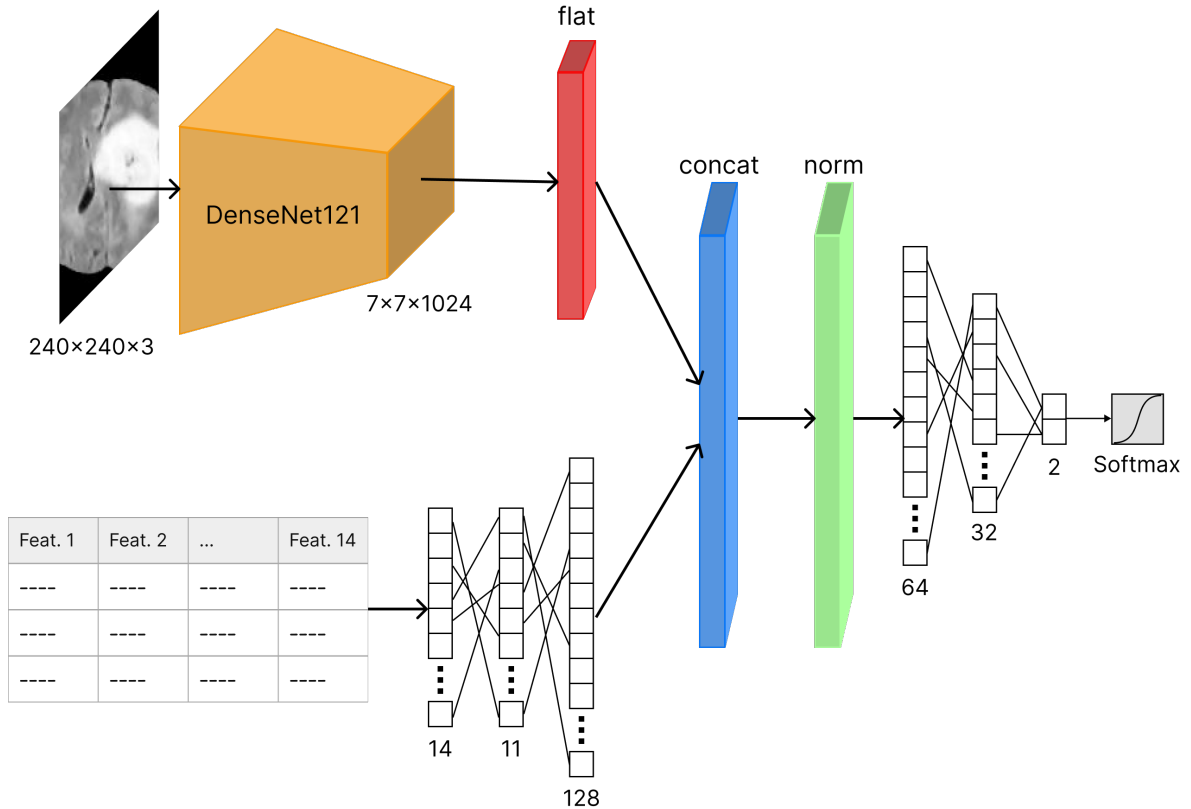 flat
concat
norm
DenseNet121
7×7×1024
240×240×3
Softmax
2
32
64
Feat. 1 Feat. 2 ... Feat. 14
---- ---- ---- ----
---- ---- ---- ----
---- ---- ---- ----
14
11
128